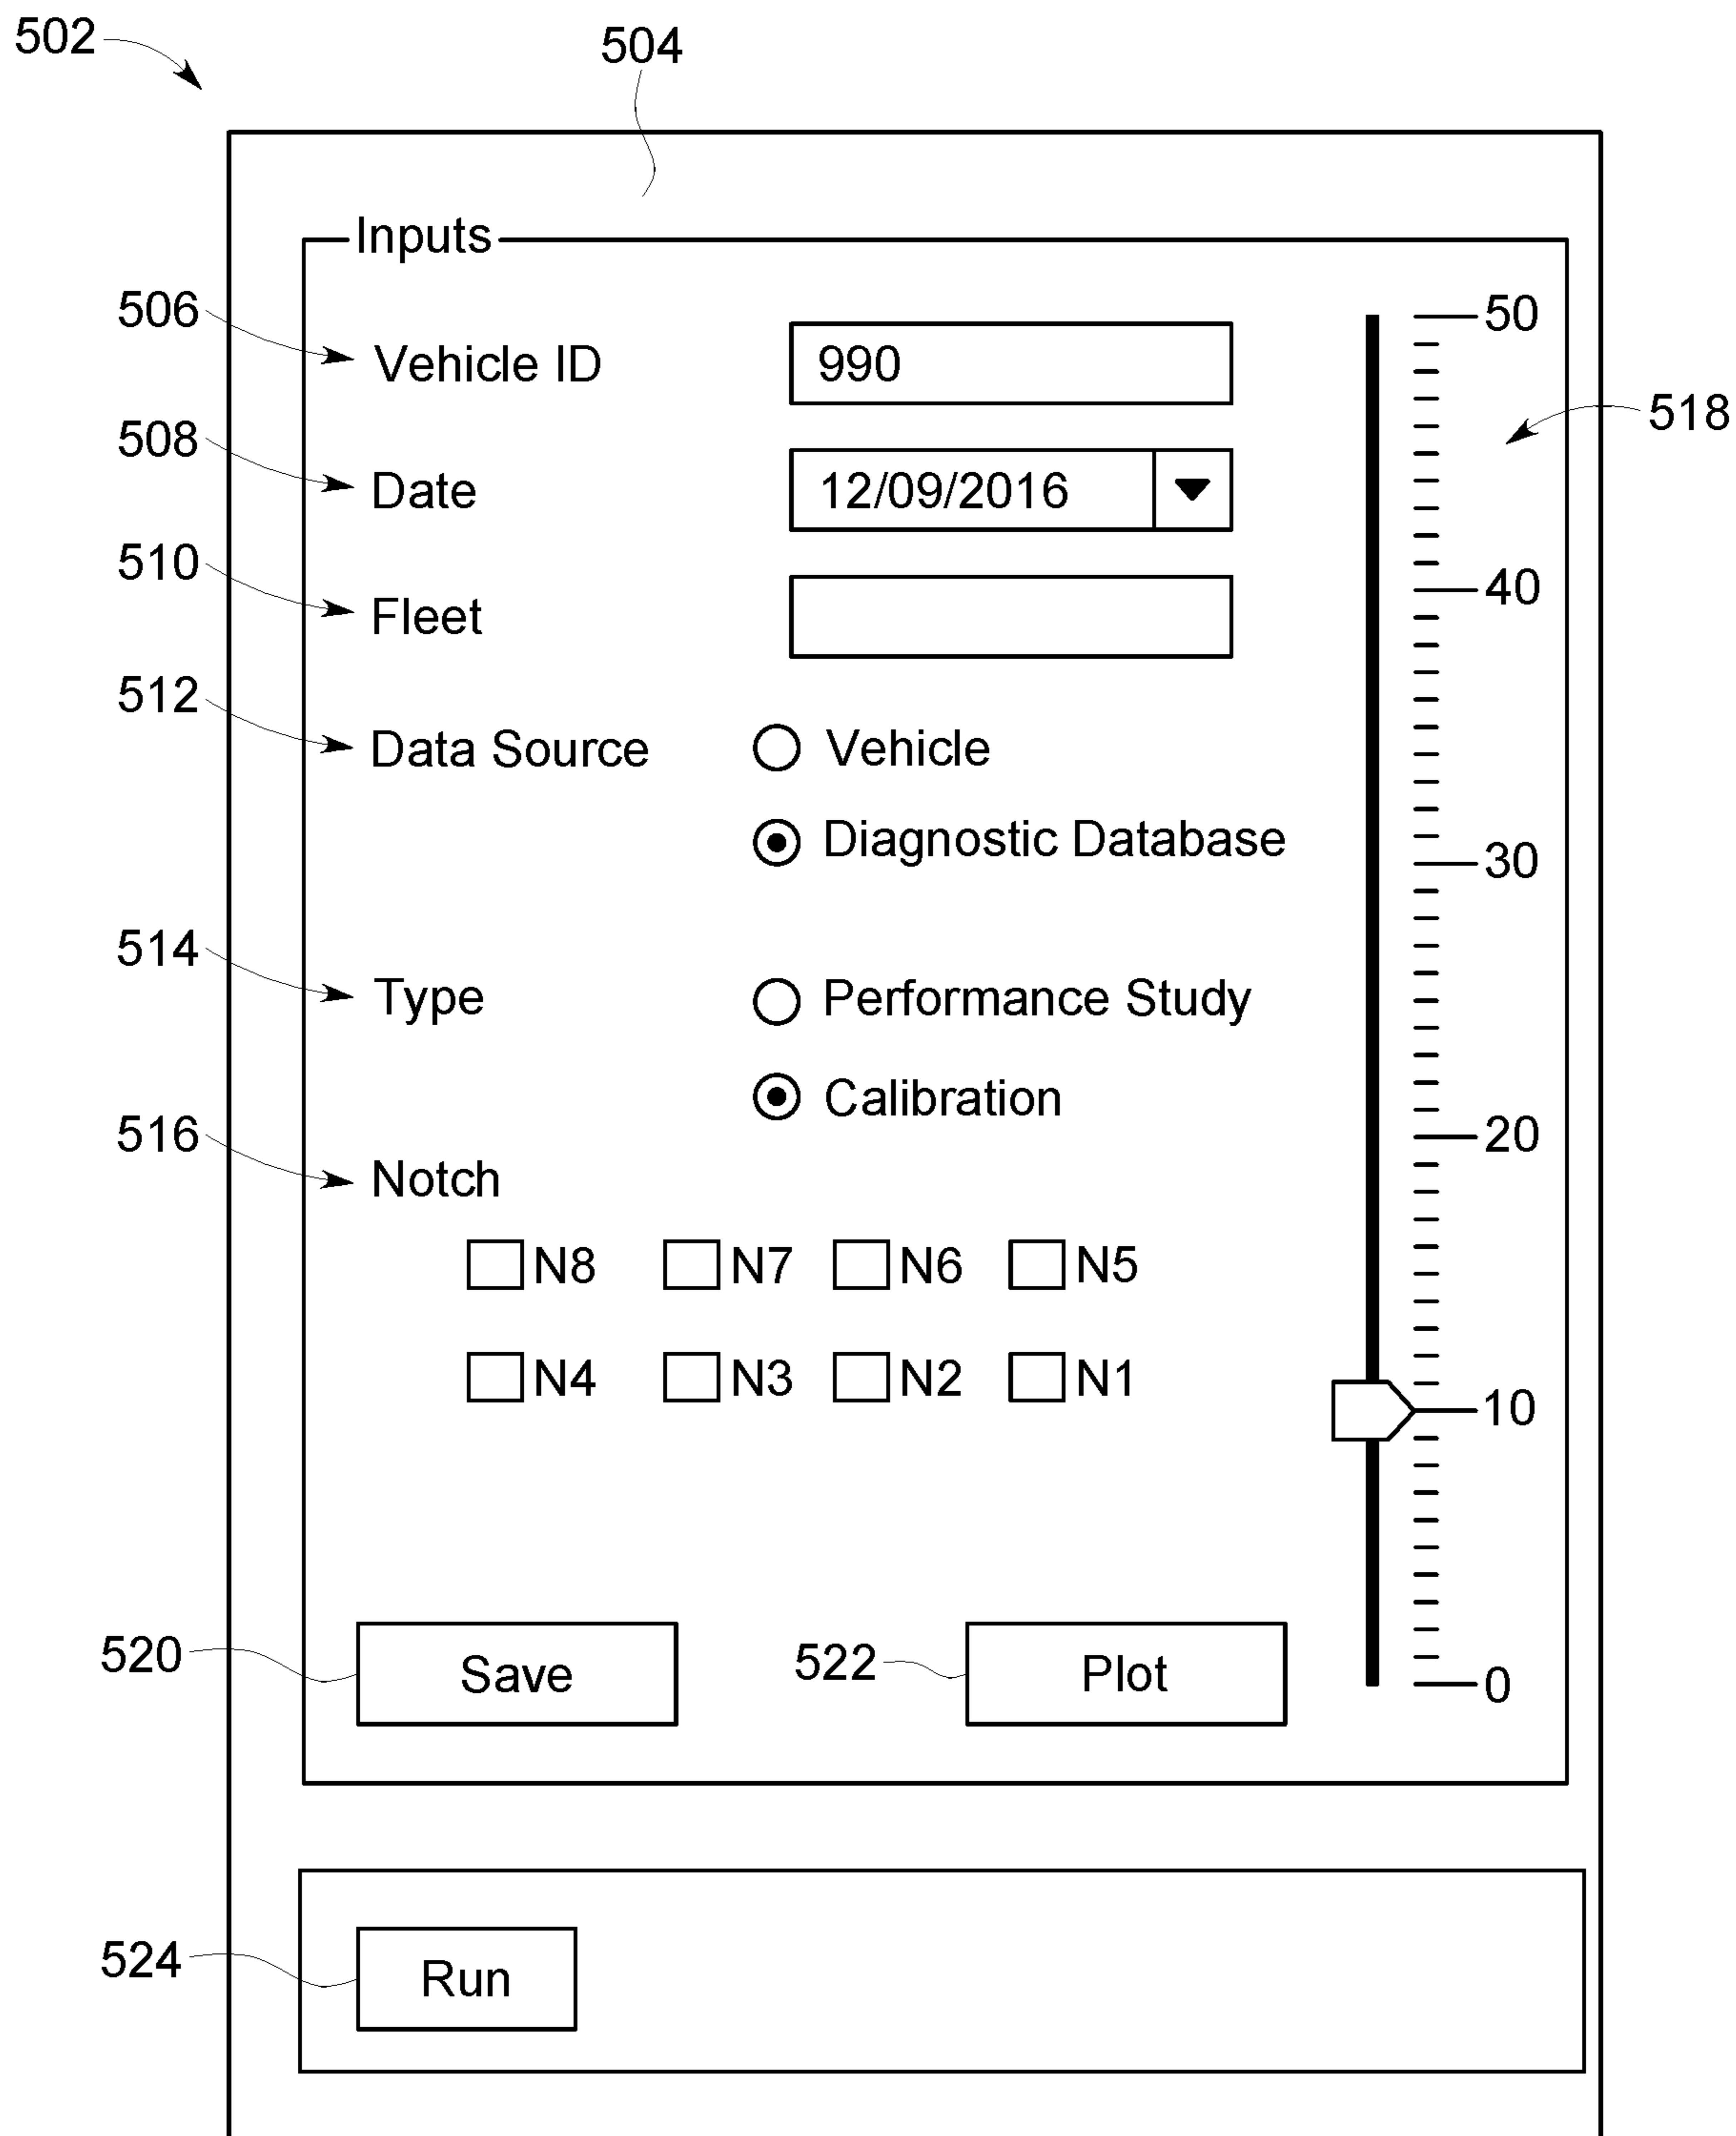 502
504
Inputs
506
Vehicle ID
990
50
508
Date
12/09/2016
518
510
Fleet
40
512
Data Source
Vehicle
Diagnostic Database
30
514
Type
Performance Study
Calibration
516
Notch
20
N8 N7 N6 N5
N4 N3 N2 N1
10
520
Save
522
Plot
0
524
Run